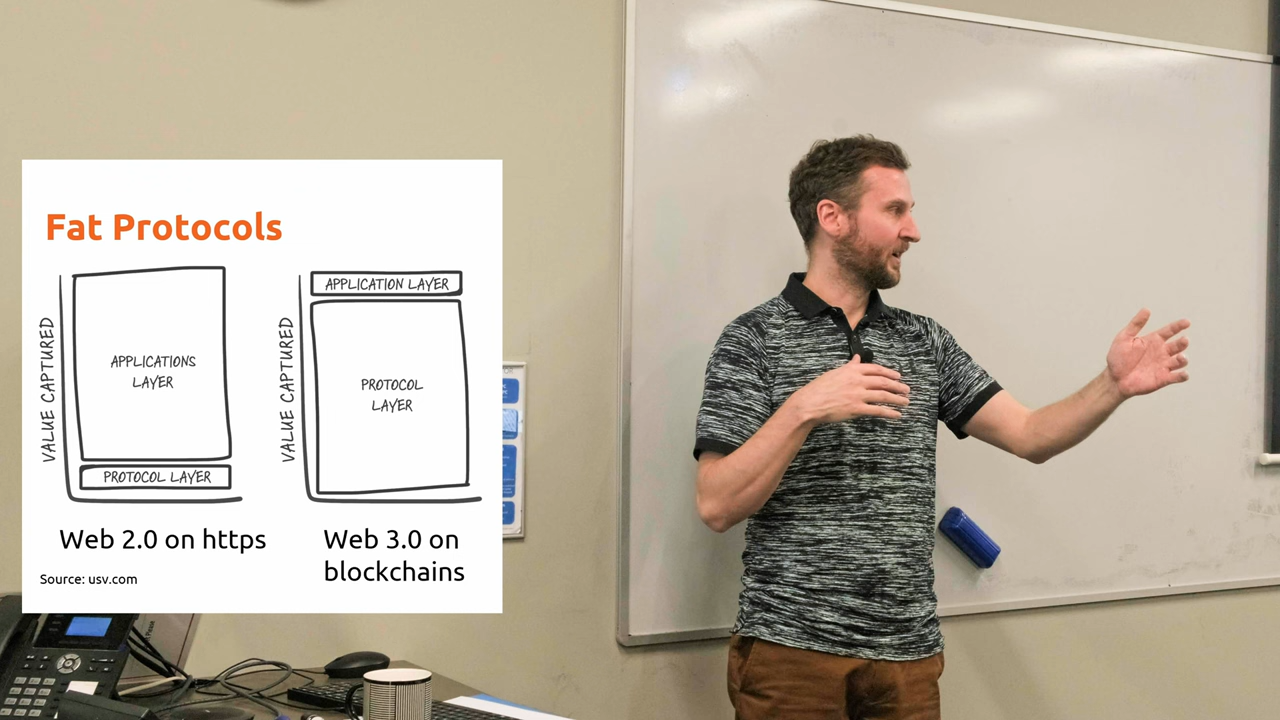 Fat Protocols
VALUE CAPTURED
APPLICATIONS
LAYER
PROTOCOL LAYER
Web 2.0 on https
VALUE CAPTURED
APPLICATION LAYER
PROTOCOL
LAYER
Web 3.0 on
blockchains
Source: usv.com